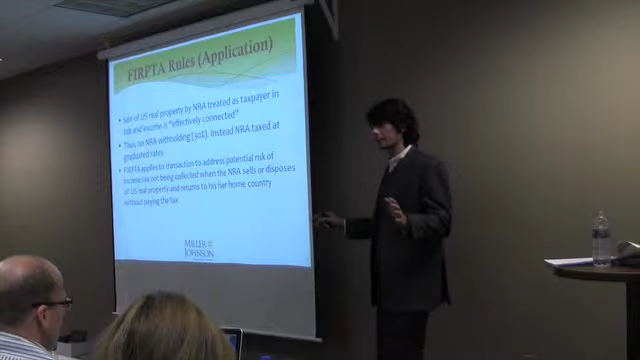 FIRPTA Rules (Application)
• Sale of US real property by NRA treated as taxpayer in
T&B and income is "effectively connected"
• Thus, no NRA withholding (30%). Instead NRA taxed at
graduated rates
• FIRPTA applies to transaction to address potential risk of
income tax not being collected when the NRA sells or disposes
of US real property and returns to his her home country
without paying the tax
MILLER
JOHNSON